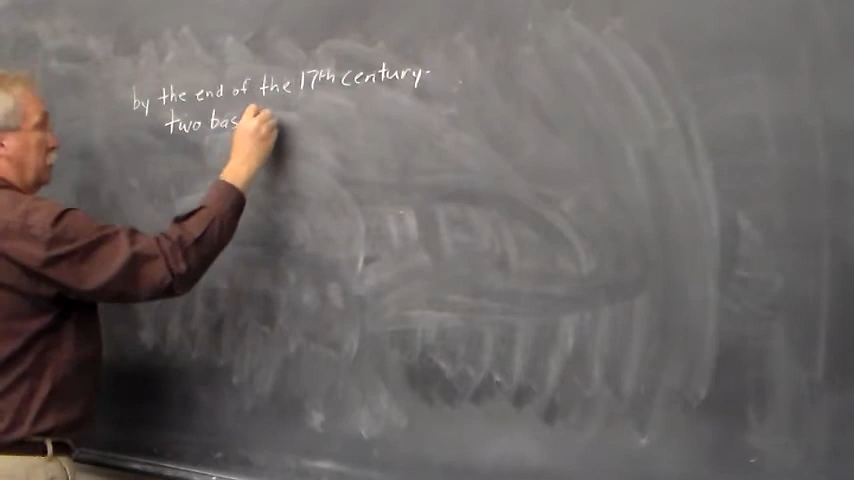 by the end of the 17th century-
two bas